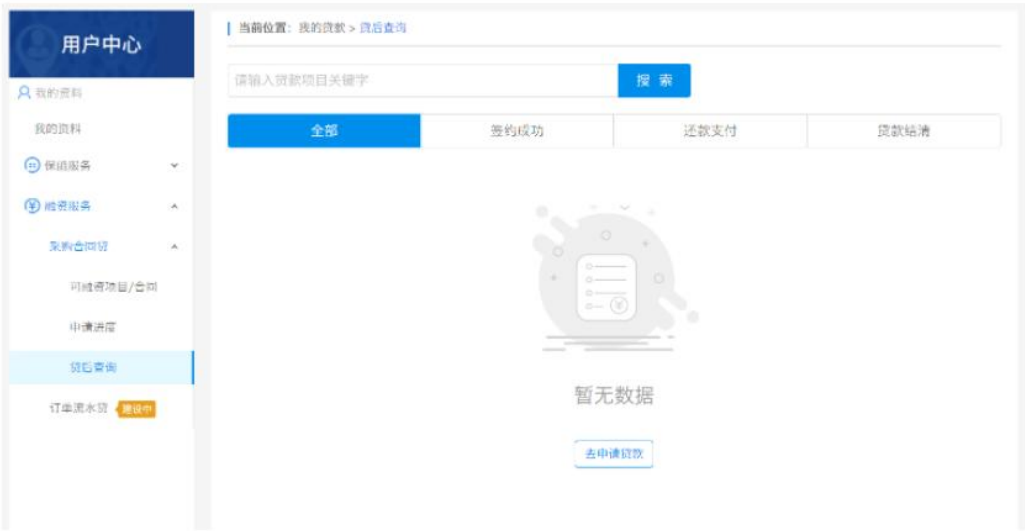 用户中心
我的资料
我的资料
保函服务
融资服务
采购合同贷
可融资项目/合同
申请进度
贷后查询
订单流水贷 建设中
当前位置: 我的贷款 > 贷后查询
请输入贷款项目关键字
搜索
全部 签约成功 还款支付 贷款结清
暂无数据
去申请贷款